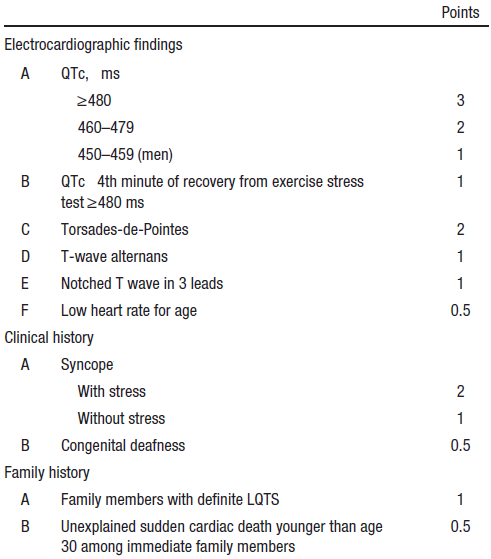 Points
Electrocardiographic findings
A QTc, ms
≥480 3
460–479 2
450–459 (men) 1
B QTc 4th minute of recovery from exercise stress 1
test ≥480 ms
C Torsades-de-Pointes 2
D T-wave alternans 1
E Notched T wave in 3 leads 1
F Low heart rate for age 0.5
Clinical history
A Syncope
With stress 2
Without stress 1
B Congenital deafness 0.5
Family history
A Family members with definite LQTS 1
B Unexplained sudden cardiac death younger than age 0.5
30 among immediate family members